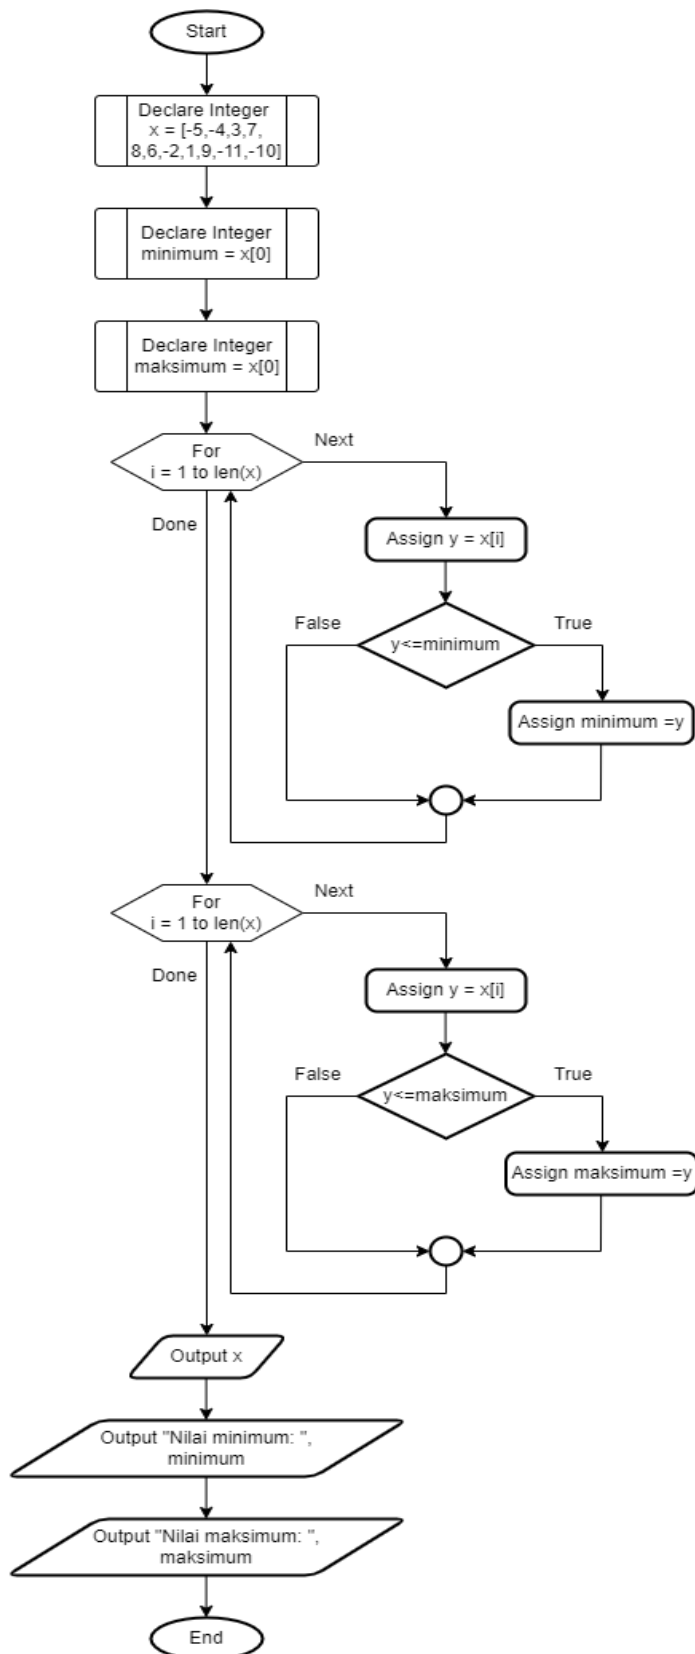 Start
Declare Integer
x = [-5,-4,3,7,
8,6,-2,1,9,-11,-10]
Declare Integer
minimum = x[0]
Declare Integer
maksimum = x[0]
For
i = 1 to len(x)
Next
Done
Assign y = x[i]
False
y<=minimum
True
Assign minimum =y
For
i = 1 to len(x)
Next
Done
Assign y = x[i]
False
y<=maksimum
True
Assign maksimum =y
Output x
Output "Nilai minimum: ",
minimum
Output "Nilai maksimum: ",
maksimum
End